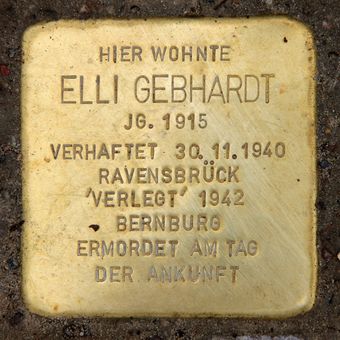 HIER WOHNTE
ELLI GEBHARDT
JG. 1915
VERHAFTET 30.11.1940
RAVENSBRÜCK
'VERLEGT' 1942
BERNBURG
ERMORDET AM TAG
DER ANKUNFT